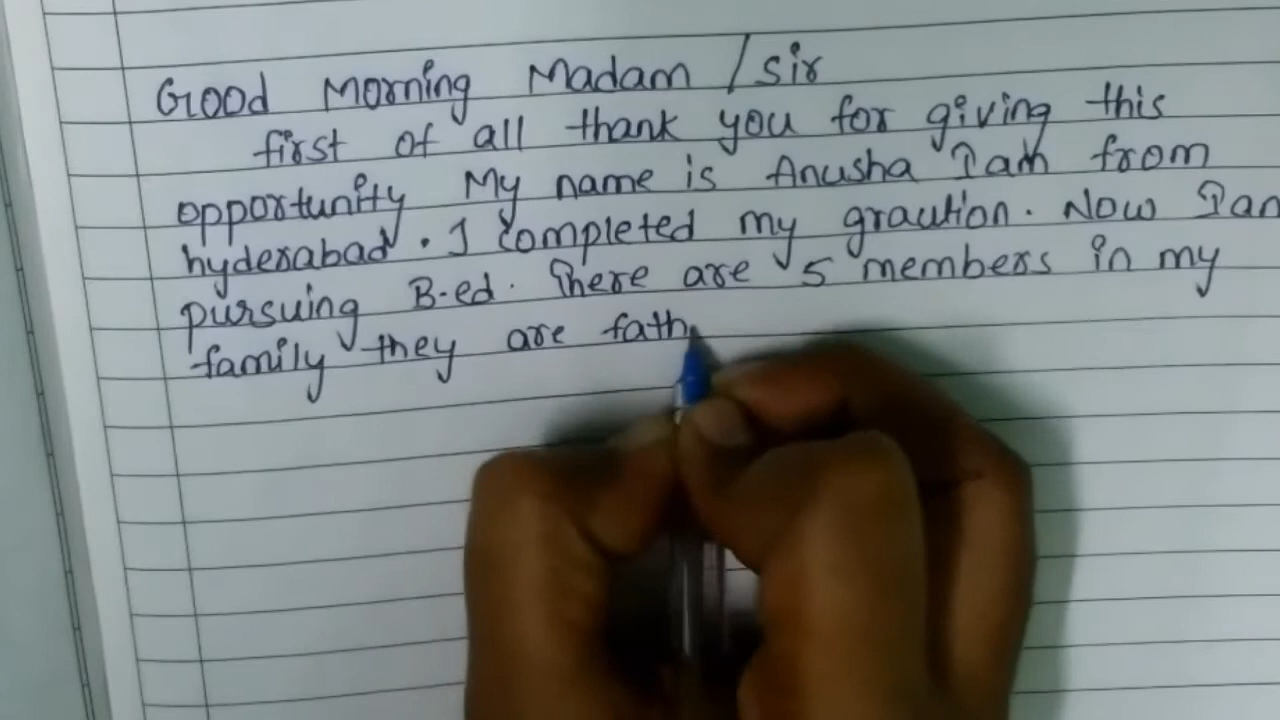 Good Morning Madam / Sir
first of all thank you for giving this
opportunity My name is Anusha I am from
hyderabad. I completed my graution. Now I am
pursuing B-ed. There are 5 members in my
family they are fath